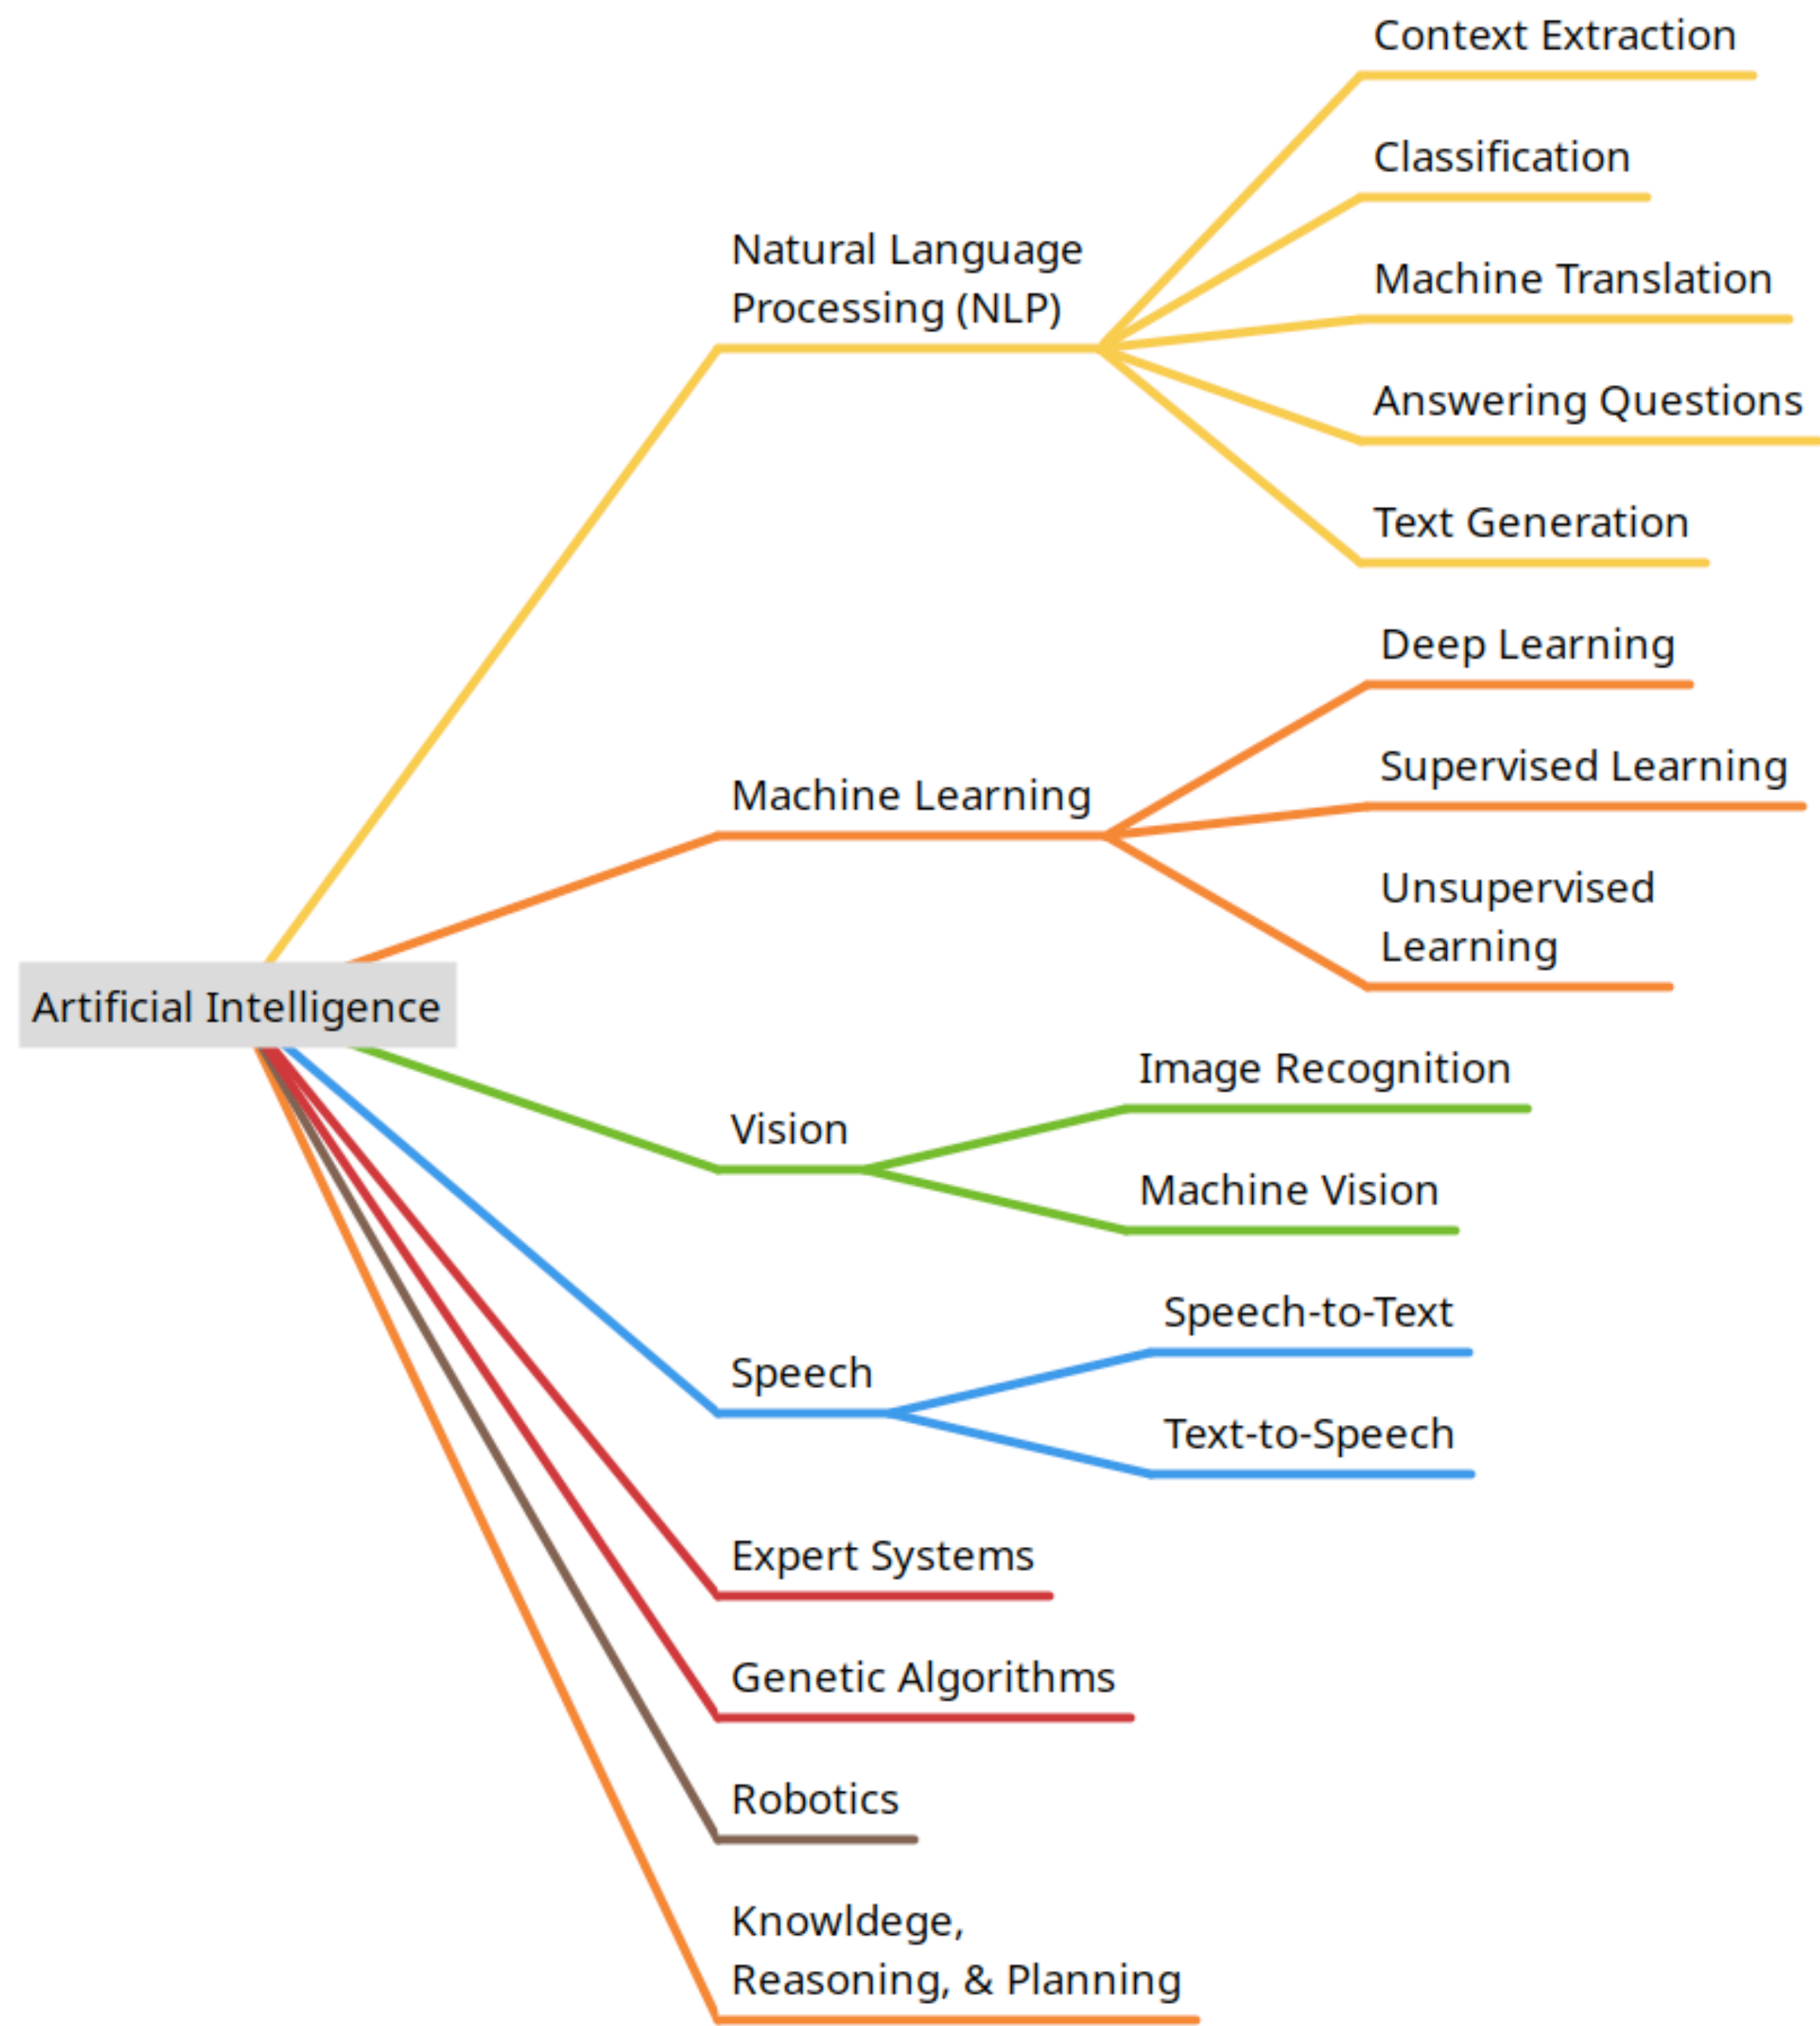 Artificial Intelligence
Natural Language
Processing (NLP)
Context Extraction
Classification
Machine Translation
Answering Questions
Text Generation
Machine Learning
Deep Learning
Supervised Learning
Unsupervised
Learning
Vision
Image Recognition
Machine Vision
Speech
Speech-to-Text
Text-to-Speech
Expert Systems
Genetic Algorithms
Robotics
Knowldege,
Reasoning, & Planning